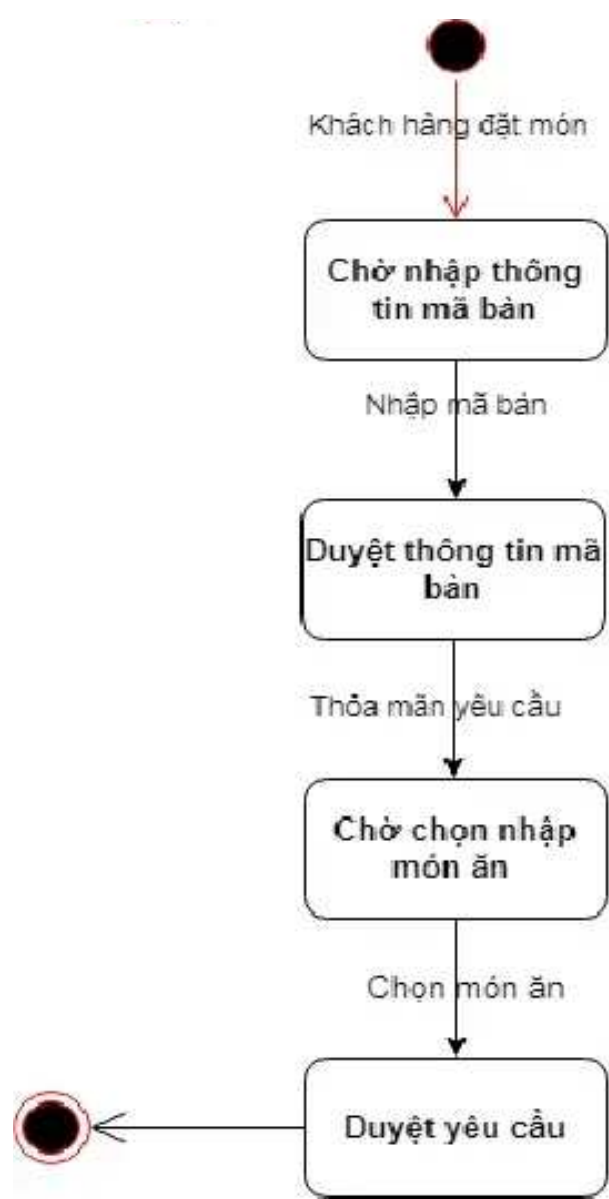 Khách hàng đặt món
Chờ nhập thông
tin mã bàn
Nhập mã bàn
Duyệt thông tin mã
bàn
Thỏa mãn yêu cầu
Chờ chọn nhập
món ăn
Chọn món ăn
Duyệt yêu cầu